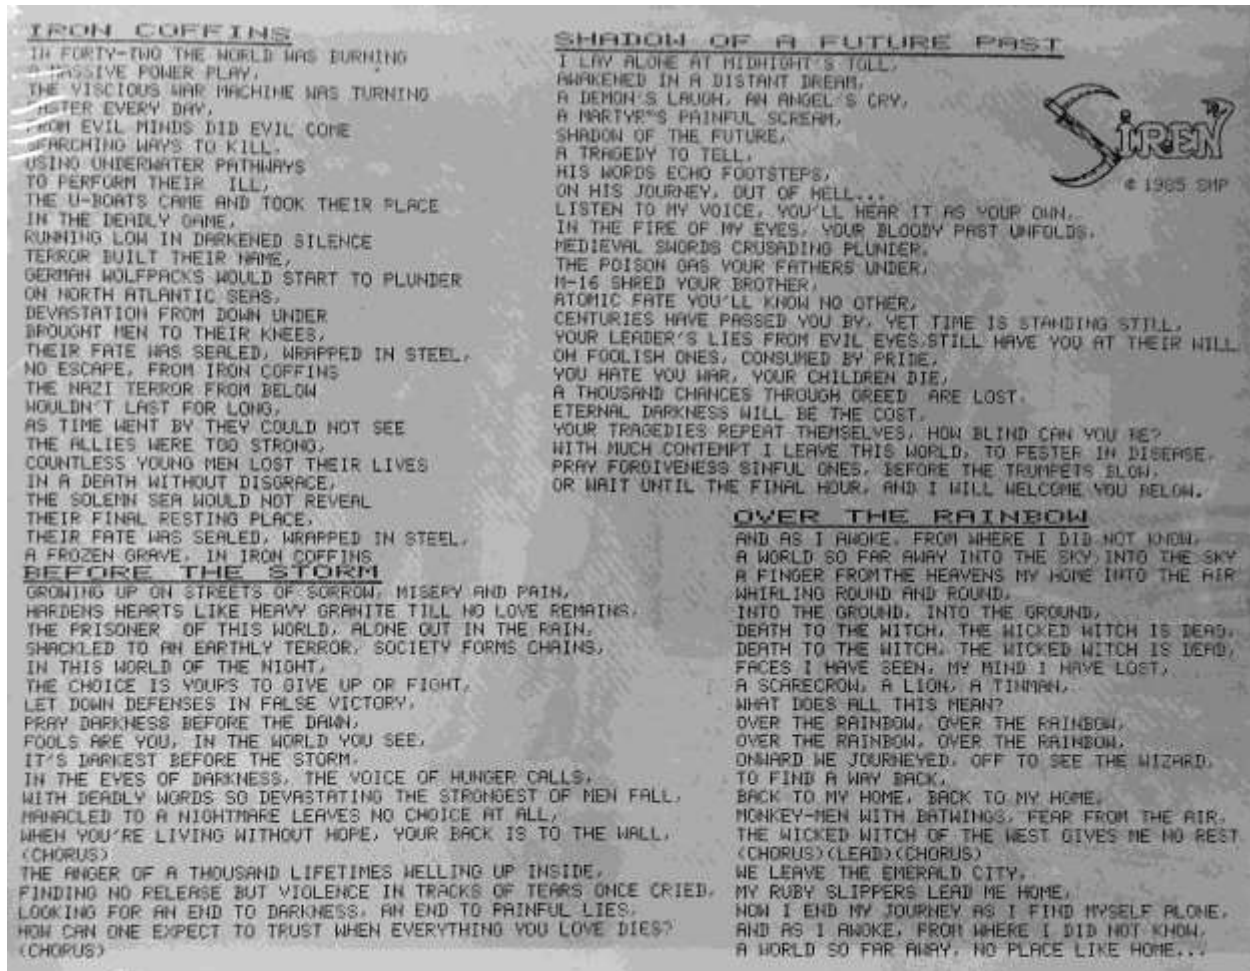 IRON COFFINS
IN FORTY-TWO THE WORLD WAS BURNING
A MASSIVE POWER PLAY,
THE VISCIOUS WAR MACHINE WAS TURNING
FASTER EVERY DAY,
FROM EVIL MINDS DID EVIL COME
SEARCHING WAYS TO KILL,
USING UNDERWATER PATHWAYS
TO PERFORM THEIR ILL,
THE U-BOATS CAME AND TOOK THEIR PLACE
IN THE DEADLY GAME,
RUNNING LOW IN DARKENED SILENCE
TERROR BUILT THEIR NAME,
GERMAN WOLFPACKS WOULD START TO PLUNDER
ON NORTH ATLANTIC SEAS,
DEVASTATION FROM DOWN UNDER
BROUGHT MEN TO THEIR KNEES,
THEIR FATE WAS SEALED, WRAPPED IN STEEL,
NO ESCAPE, FROM IRON COFFINS
THE NAZI TERROR FROM BELOW
WOULDN'T LAST FOR LONG,
AS TIME WENT BY THEY COULD NOT SEE
THE ALLIES WERE TOO STRONG,
COUNTLESS YOUNG MEN LOST THEIR LIVES
IN A DEATH WITHOUT DISGRACE,
THE SOLEMN SEA WOULD NOT REVEAL
THEIR FINAL RESTING PLACE,
THEIR FATE WAS SEALED, WRAPPED IN STEEL,
A FROZEN GRAVE, IN IRON COFFINS
BEFORE THE STORM
GROWING UP ON STREETS OF SORROW, MISERY AND PAIN,
HARDENS HEARTS LIKE HEAVY GRANITE TILL NO LOVE REMAINS,
THE PRISONER OF THIS WORLD, ALONE OUT IN THE RAIN,
SHACKLED TO AN EARTHLY TERROR, SOCIETY FORMS CHAINS,
IN THIS WORLD OF THE NIGHT,
THE CHOICE IS YOURS TO GIVE UP OR FIGHT,
LET DOWN DEFENSES IN FALSE VICTORY,
PRAY DARKNESS BEFORE THE DAWN,
FOOLS ARE YOU, IN THE WORLD YOU SEE,
IT'S DARKEST BEFORE THE STORM,
IN THE EYES OF DARKNESS, THE VOICE OF HUNGER CALLS,
WITH DEADLY WORDS SO DEVASTATING THE STRONGEST OF MEN FALL,
MANACLED TO A NIGHTMARE LEAVES NO CHOICE AT ALL,
WHEN YOU'RE LIVING WITHOUT HOPE, YOUR BACK IS TO THE WALL,
(CHORUS)
THE ANGER OF A THOUSAND LIFETIMES WELLING UP INSIDE,
FINDING NO RELEASE BUT VIOLENCE IN TRACKS OF TEARS ONCE CRIED,
LOOKING FOR AN END TO DARKNESS, AN END TO PAINFUL LIES,
HOW CAN ONE EXPECT TO TRUST WHEN EVERYTHING YOU LOVE DIES?
(CHORUS)
SHADOW OF A FUTURE PAST
I LAY ALONE AT MIDNIGHT'S TOLL,
AWAKENED IN A DISTANT DREAM,
A DEMON'S LAUGH, AN ANGEL'S CRY,
A MARTYR"S PAINFUL SCREAM,
SHADOW OF THE FUTURE,
A TRAGEDY TO TELL,
HIS WORDS ECHO FOOTSTEPS,
ON HIS JOURNEY, OUT OF HELL...
LISTEN TO MY VOICE, YOU'LL HEAR IT AS YOUR OWN,
IN THE FIRE OF MY EYES, YOUR BLOODY PAST UNFOLDS,
MEDIEVAL SWORDS CRUSADING PLUNDER,
THE POISON GAS YOUR FATHERS UNDER,
M-16 SHRED YOUR BROTHER,
ATOMIC FATE YOU'LL KNOW NO OTHER,
CENTURIES HAVE PASSED YOU BY, YET TIME IS STANDING STILL,
YOUR LEADER'S LIES FROM EVIL EYES,STILL HAVE YOU AT THEIR WILL
OH FOOLISH ONES, CONSUMED BY PRIDE,
YOU HATE YOU WAR, YOUR CHILDREN DIE,
A THOUSAND CHANCES THROUGH GREED ARE LOST,
ETERNAL DARKNESS WILL BE THE COST,
YOUR TRAGEDIES REPEAT THEMSELVES, HOW BLIND CAN YOU BE?
WITH MUCH CONTEMPT I LEAVE THIS WORLD, TO FESTER IN DISEASE,
PRAY FORGIVENESS SINFUL ONES, BEFORE THE TRUMPETS BLOW,
OR WAIT UNTIL THE FINAL HOUR, AND I WILL WELCOME YOU BELOW.
SIREN
© 1985 SMP
OVER THE RAINBOW
AND AS I AWOKE, FROM WHERE I DID NOT KNOW,
A WORLD SO FAR AWAY INTO THE SKY,INTO THE SKY
A FINGER FROMTHE HEAVENS MY HOME INTO THE AIR
WHIRLING ROUND AND ROUND,
INTO THE GROUND, INTO THE GROUND,
DEATH TO THE WITCH, THE WICKED WITCH IS DEAD,
DEATH TO THE WITCH, THE WICKED WITCH IS DEAD,
FACES I HAVE SEEN, MY MIND I HAVE LOST,
A SCARECROW, A LION, A TINMAN,
WHAT DOES ALL THIS MEAN?
OVER THE RAINBOW, OVER THE RAINBOW,
OVER THE RAINBOW, OVER THE RAINBOW,
ONWARD WE JOURNEYED, OFF TO SEE THE WIZARD,
TO FIND A WAY BACK,
BACK TO MY HOME, BACK TO MY HOME,
MONKEY-MEN WITH BATWINGS, FEAR FROM THE AIR,
THE WICKED WITCH OF THE WEST GIVES ME NO REST
(CHORUS)(LEAD)(CHORUS)
WE LEAVE THE EMERALD CITY,
MY RUBY SLIPPERS LEAD ME HOME,
NOW I END MY JOURNEY AS I FIND MYSELF ALONE,
AND AS I AWOKE, FROM WHERE I DID NOT KNOW,
A WORLD SO FAR AWAY, NO PLACE LIKE HOME...